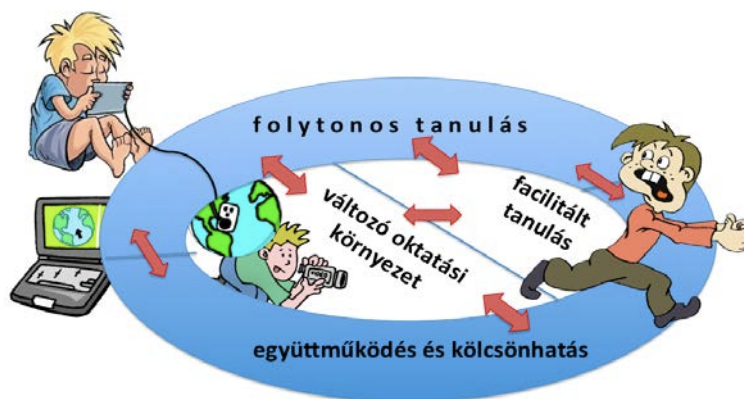 folytonos tanulás
facilitált
tanulás
változó oktatási
környezet
együttműködés és kölcsönhatás